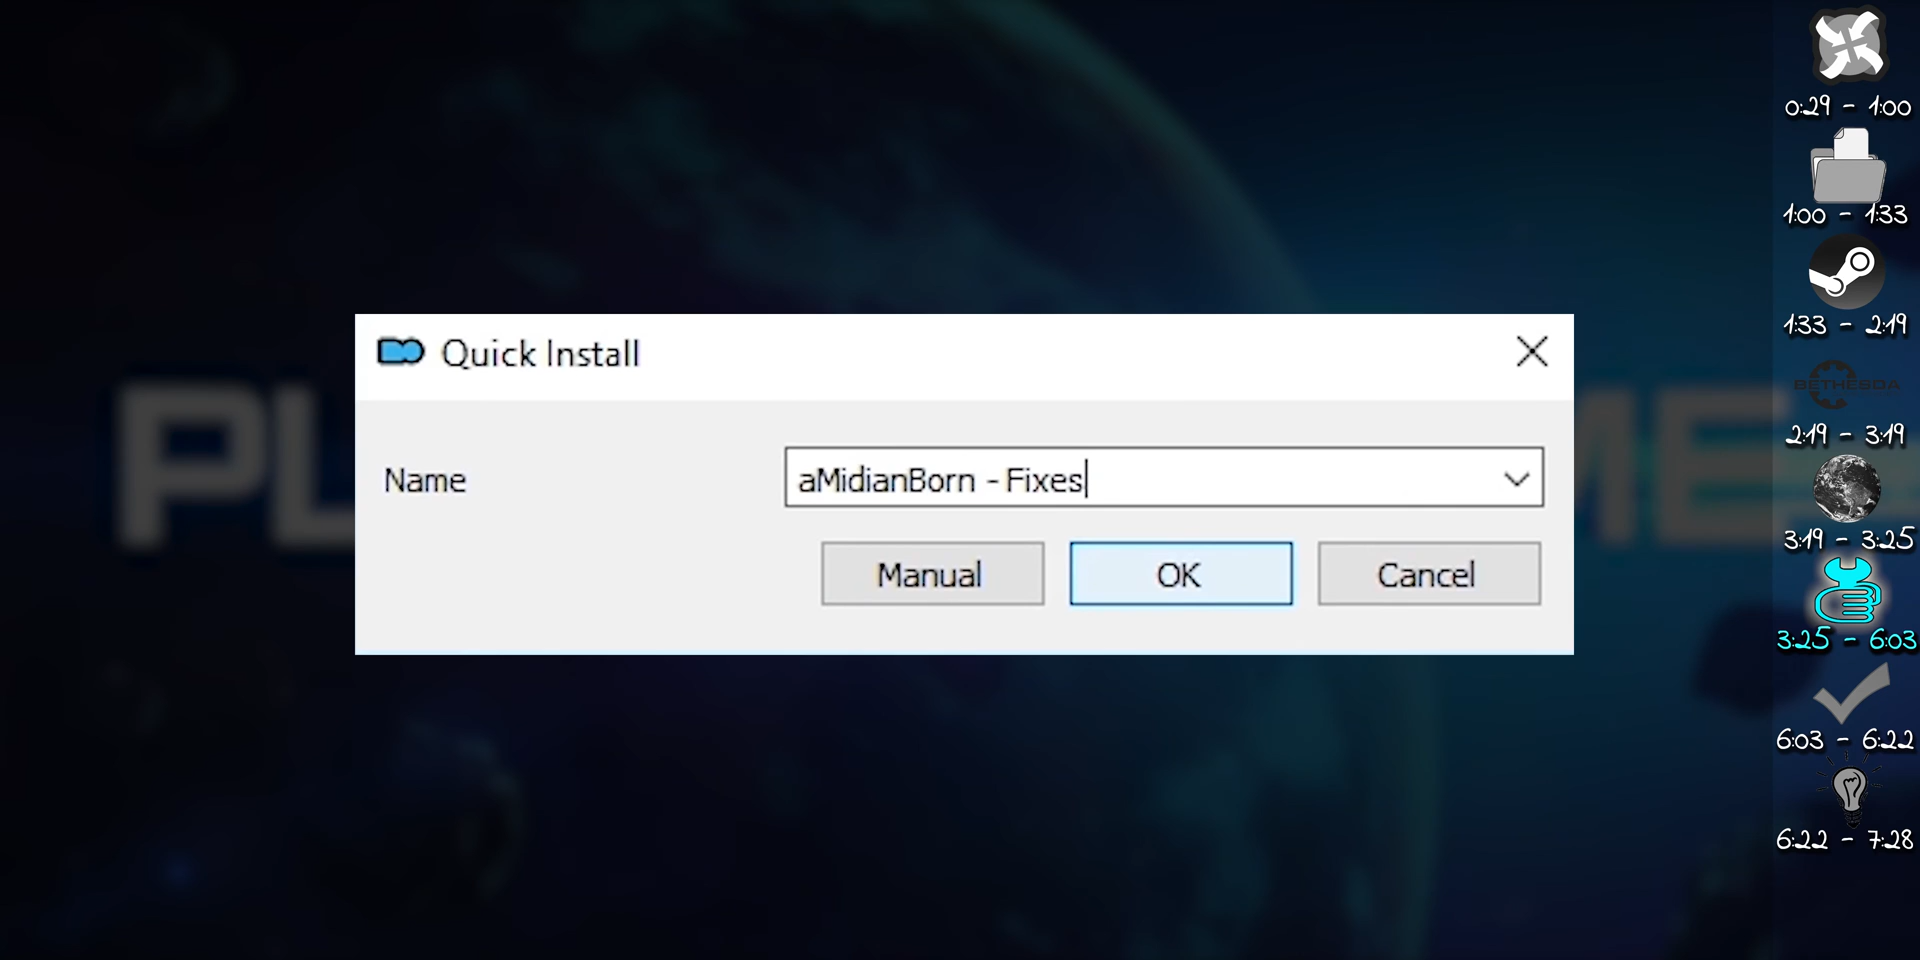 Quick Install
Name
aMidianBorn - Fixes
Manual
OK
Cancel
PL
ME
0:29 - 1:00
1:00 - 1:33
1:33 - 2:19
BETHESDA
2:19 - 3:19
3:19 - 3:25
3:25 - 6:03
6:03 - 6:22
6:22 - 7:28